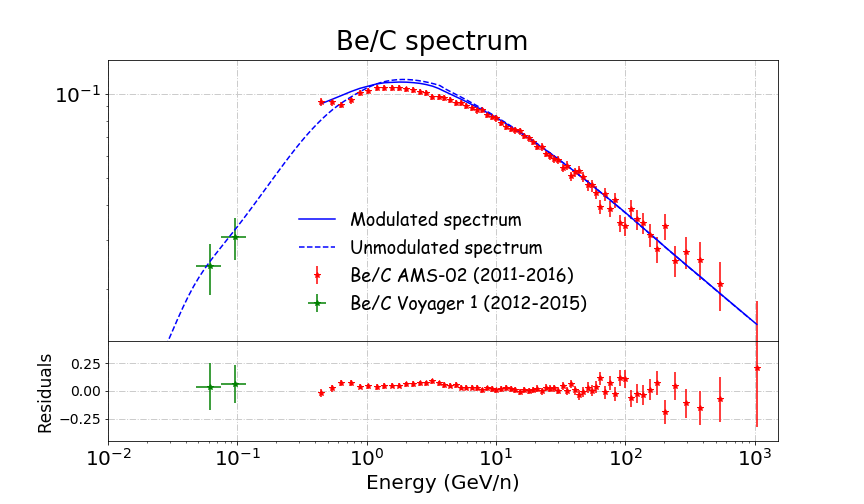 Be/C spectrum
10⁻¹
Modulated spectrum
Unmodulated spectrum
Be/C AMS-02 (2011-2016)
Be/C Voyager 1 (2012-2015)
Residuals
0.25
0.00
−0.25
10⁻² 10⁻¹ 10⁰ 10¹ 10² 10³
Energy (GeV/n)